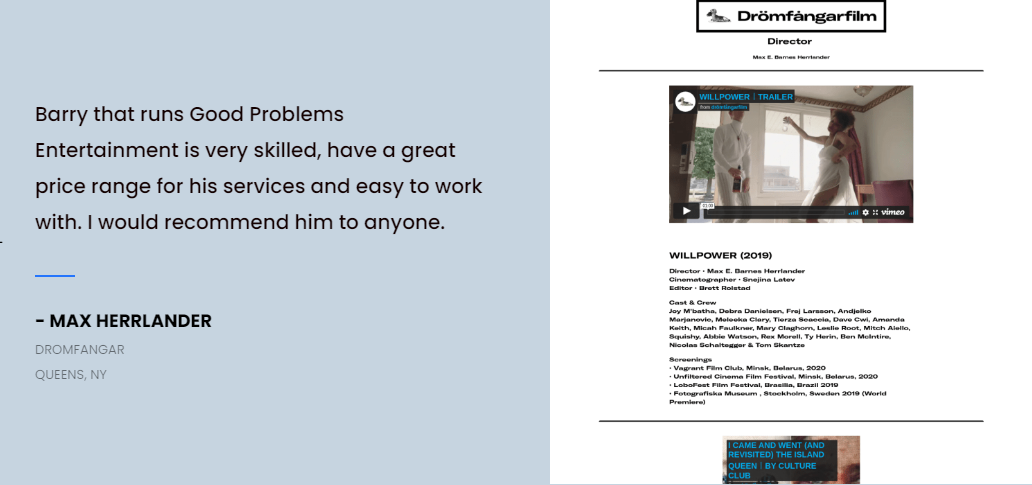 Barry that runs Good Problems
Entertainment is very skilled, have a great
price range for his services and easy to work
with. I would recommend him to anyone.
- MAX HERRLANDER
DROMFANGAR
QUEENS, NY
Drömfångarfilm
Director
Max E. Barnes Herrlander
WILLPOWER | TRAILER
from drömfångarfilm
01:09
vimeo
WILLPOWER (2019)
Director · Max E. Barnes Herrlander
Cinematographer · Snejina Latev
Editor · Brett Rolstad
Cast & Crew
Joy M'batha, Debra Danielsen, Frej Larsson, Andjelko
Marjanovic, Meleeka Clary, Tierza Scaccia, Dave Cwi, Amanda
Keith, Micah Faulkner, Mary Claghorn, Leslie Root, Mitch Aiello,
Squishy, Abbie Watson, Rex Morell, Ty Herin, Ben McIntire,
Nicolas Schaltegger & Tom Skantze
Screenings
· Vagrant Film Club, Minsk, Belarus, 2020
· Unfiltered Cinema Film Festival, Minsk, Belarus, 2020
· LoboFest Film Festival, Brasilia, Brazil 2019
· Fotografiska Museum , Stockholm, Sweden 2019 (World
Premiere)
I CAME AND WENT (AND
REVISITED) THE ISLAND
QUEEN | BY CULTURE
CLUB